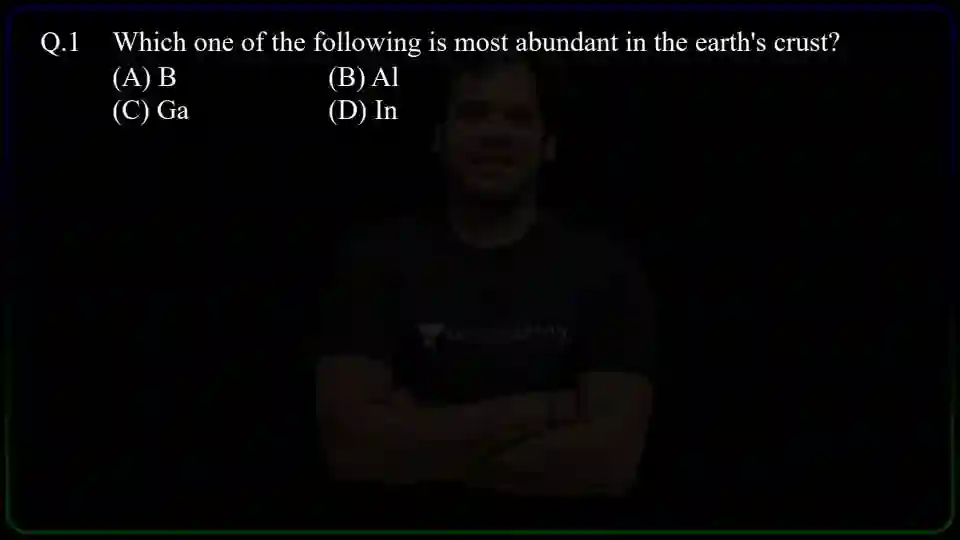 Q.1 Which one of the following is most abundant in the earth's crust?
(A) B (B) Al
(C) Ga (D) In